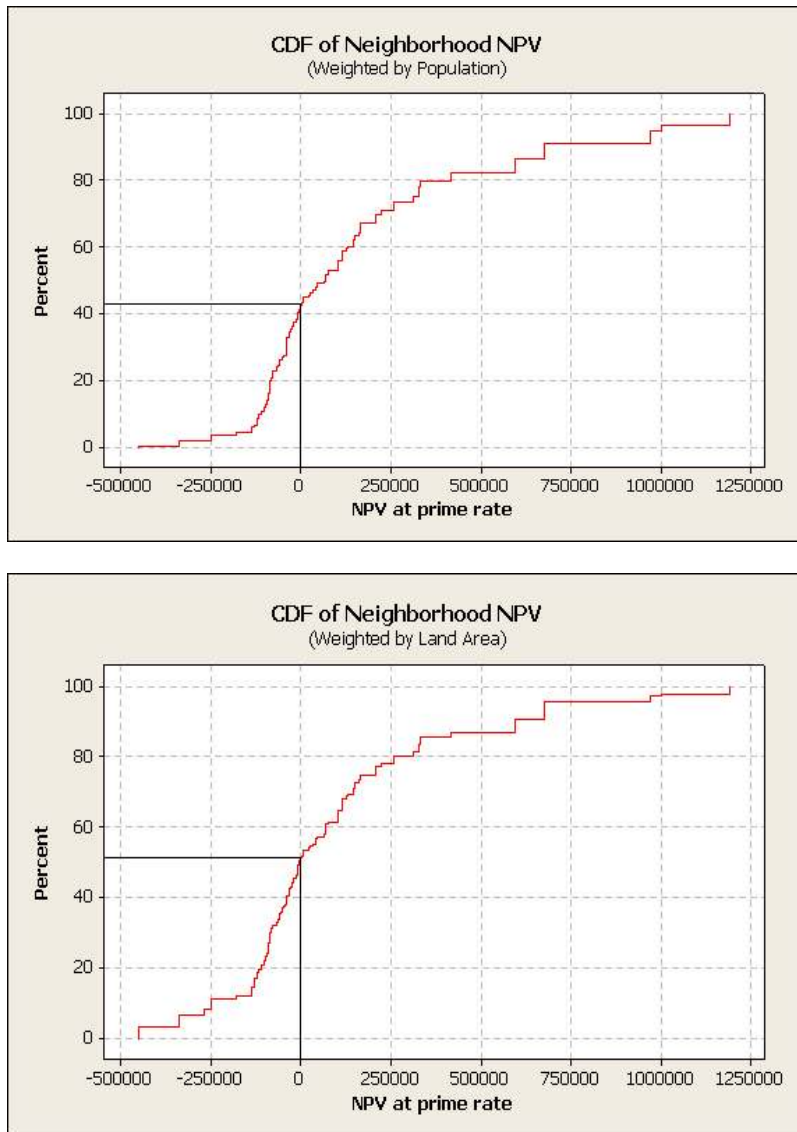 CDF of Neighborhood NPV
(Weighted by Population)
100
80
60
40
20
0
Percent
-500000 -250000 0 250000 500000 750000 1000000 1250000
NPV at prime rate
CDF of Neighborhood NPV
(Weighted by Land Area)
100
80
60
40
20
0
Percent
-500000 -250000 0 250000 500000 750000 1000000 1250000
NPV at prime rate